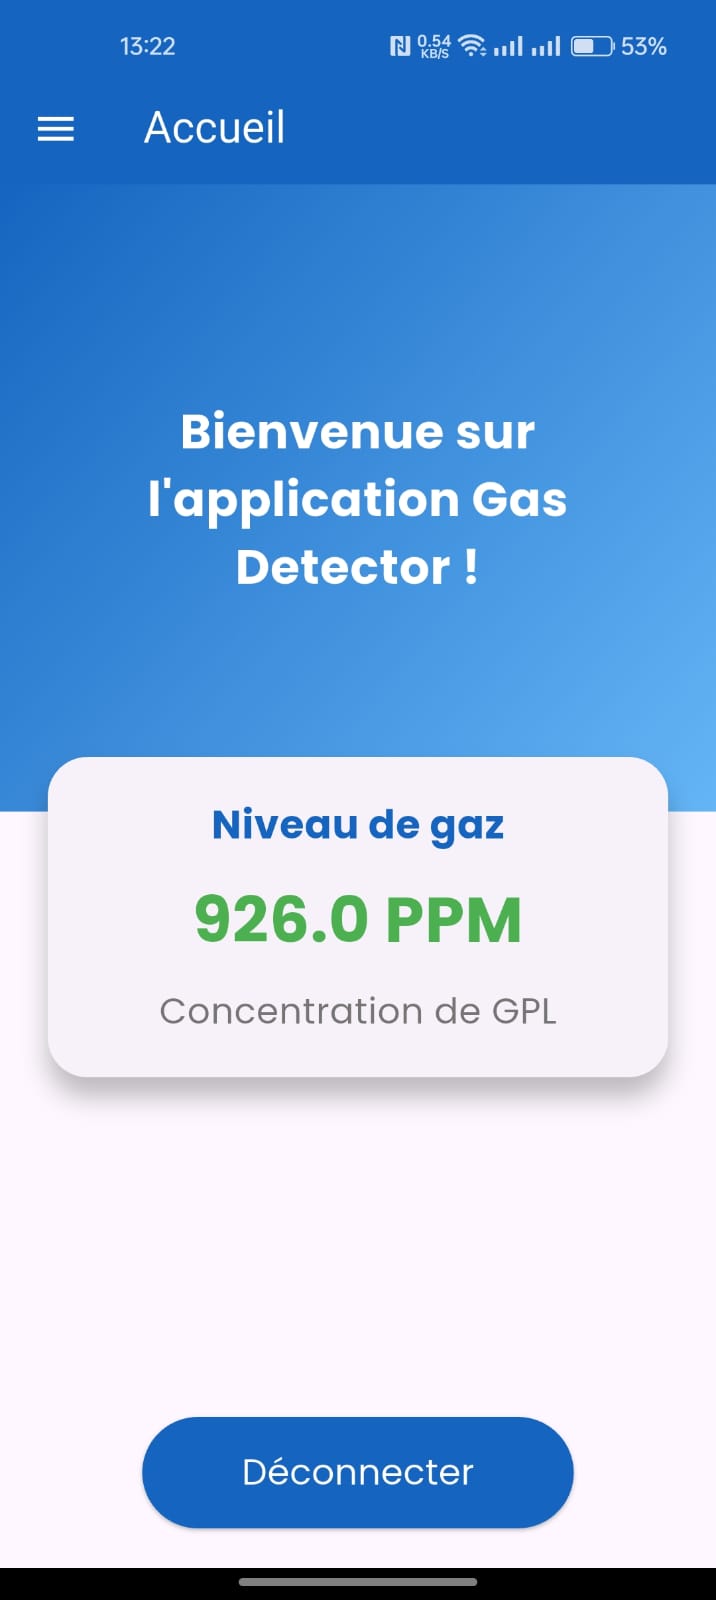 13:22 0.54 KB/S 53%
Accueil
Bienvenue sur
l'application Gas
Detector !
Niveau de gaz
926.0 PPM
Concentration de GPL
Déconnecter